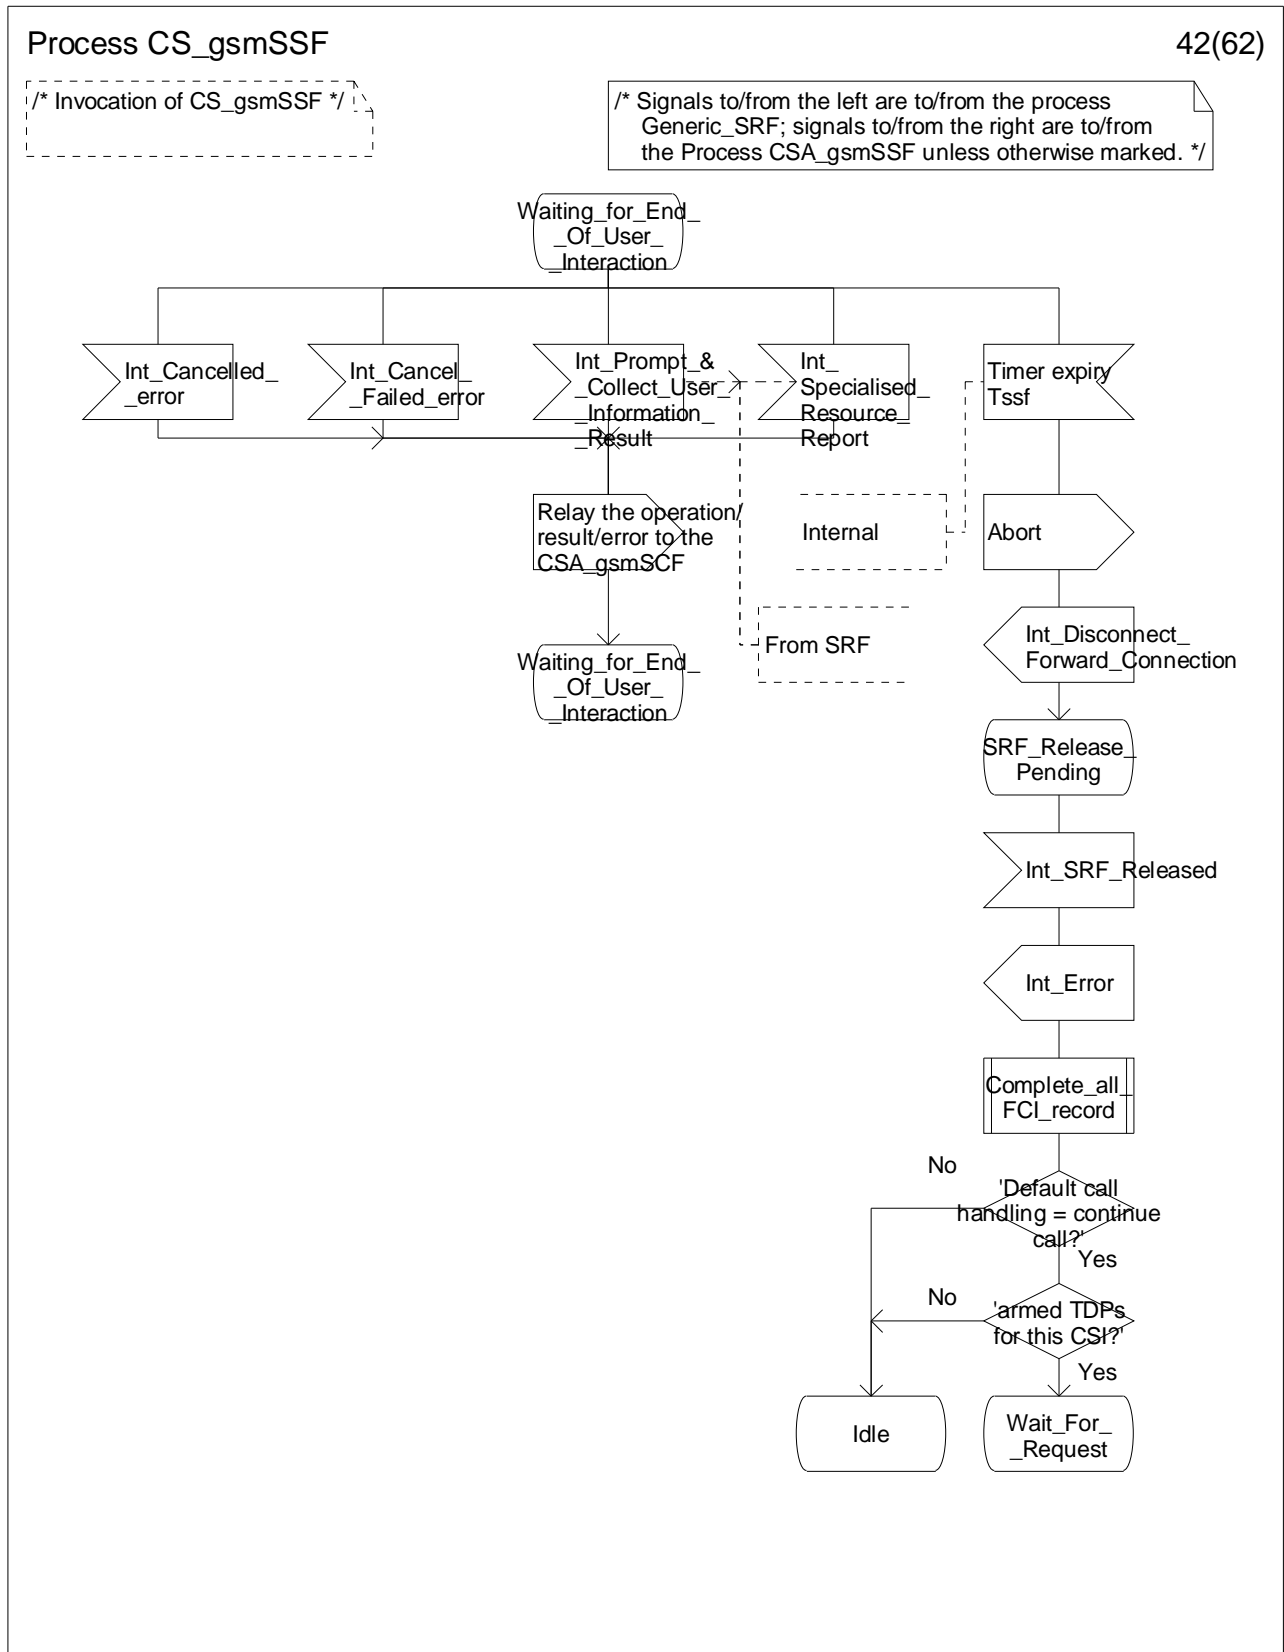 Process CS_gsmSSF
42(62)
/* Invocation of CS_gsmSSF */
/* Signals to/from the left are to/from the process
Generic_SRF; signals to/from the right are to/from
the Process CSA_gsmSSF unless otherwise marked. */
Waiting_for_End_
_Of_User_
_Interaction
Int_Cancelled_
_error
Int_Cancel_
_Failed_error
Int_Prompt_&
_Collect_User_
_Information_
_Result
Int_
Specialised_
Resource_
Report
Timer expiry
Tssf
Relay the operation/
result/error to the
CSA_gsmSCF
Internal
Abort
From SRF
Int_Disconnect_
Forward_Connection
Waiting_for_End_
_Of_User_
_Interaction
SRF_Release_
Pending
Int_SRF_Released
Int_Error
Complete_all_
FCI_record
No
'Default call
handling = continue
call?'
Yes
No
'armed TDPs
for this CSI?'
Yes
Idle
Wait_For_
_Request